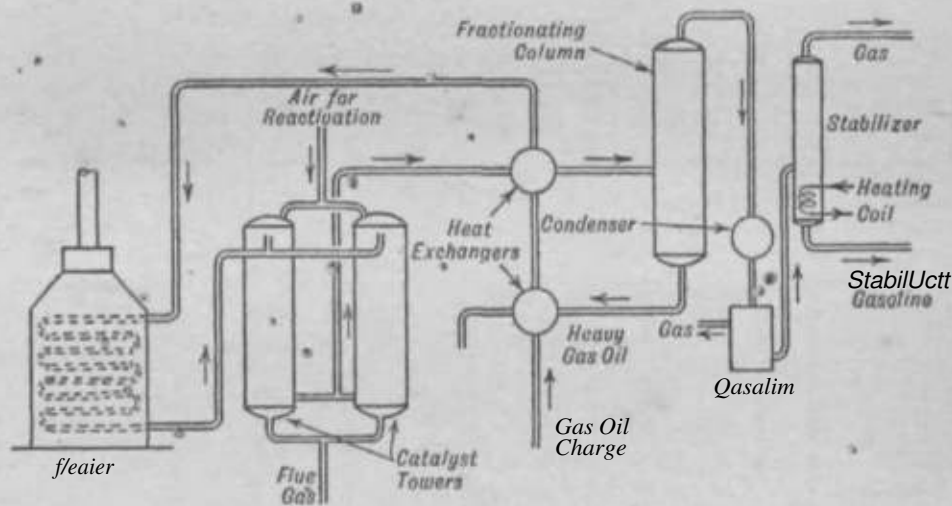 Fractionating
Column
Gas
Air for
Reactivation
Stabilizer
Heating
Coil
Heat
Exchangers
Condenser
StabilUctt
Gasoline
Heavy
Gas Oil
Gas
Qasalim
Gas Oil
Charge
f/eaier
Flue
Gas
Catalyst
Towers